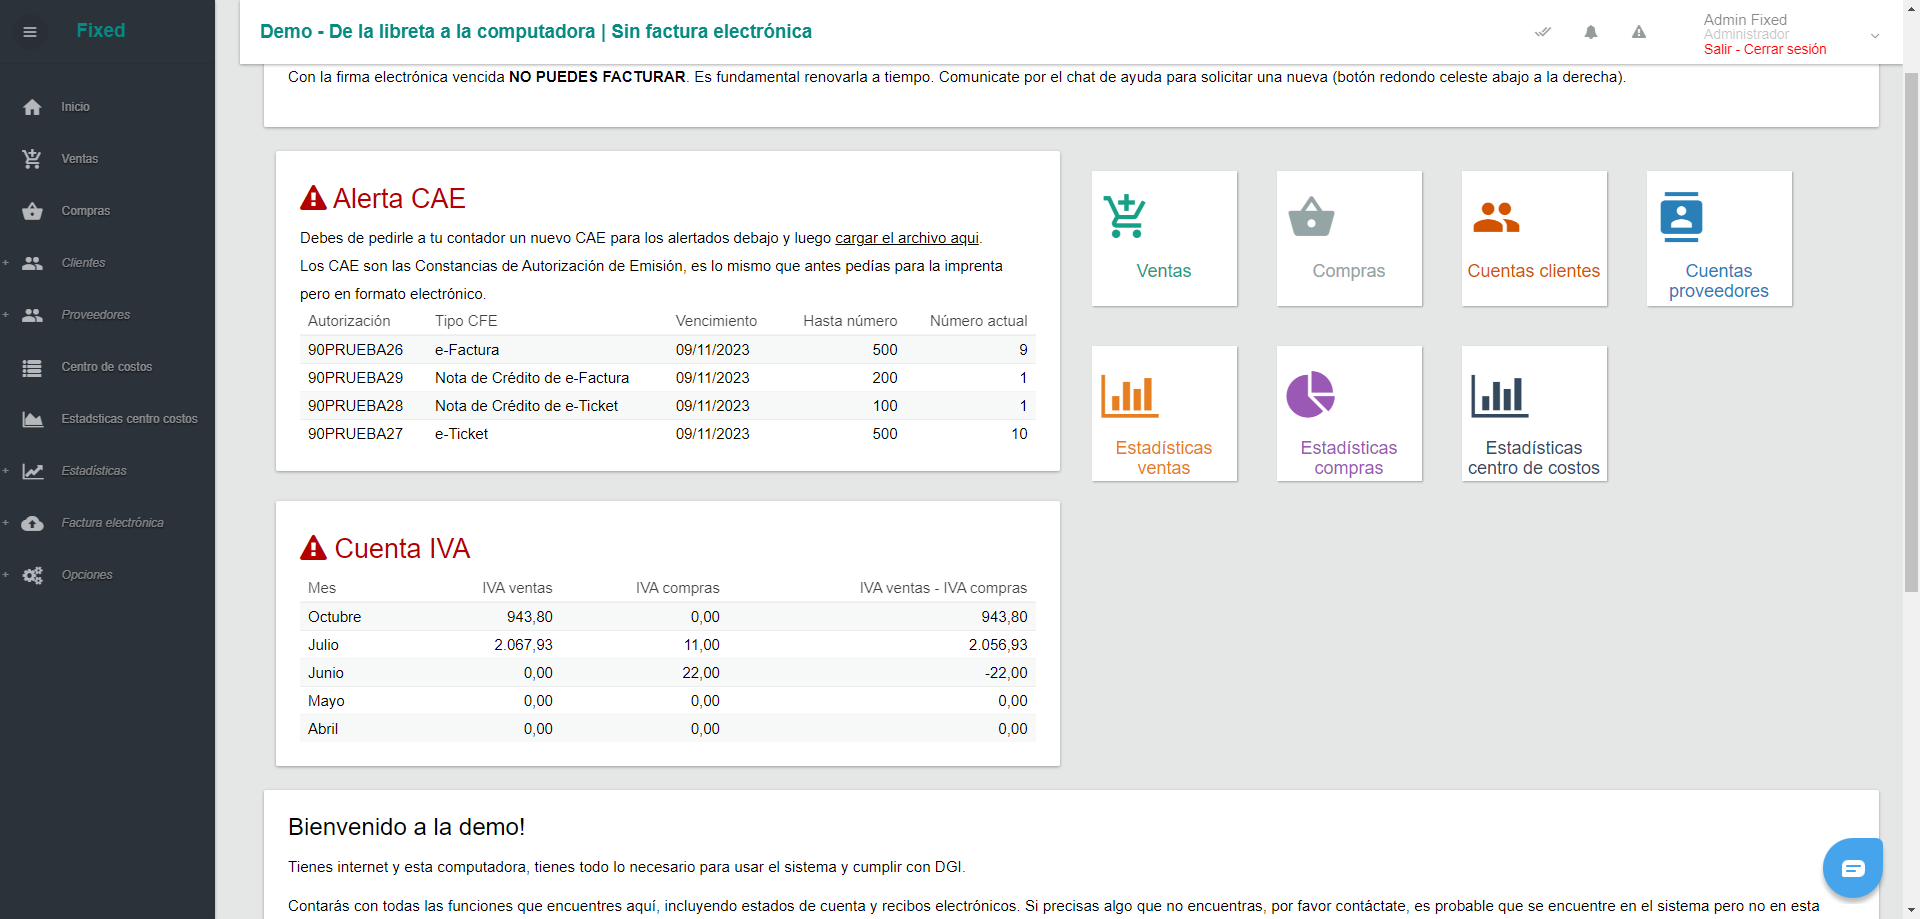 Fixed
Demo - De la libreta a la computadora | Sin factura electrónica
Admin Fixed
Administrador
Salir - Cerrar sesión
Inicio
Ventas
Compras
+ Clientes
+ Proveedores
Centro de costos
Estadsticas centro costos
+ Estadísticas
+ Factura electrónica
+ Opciones
Con la firma electrónica vencida NO PUEDES FACTURAR. Es fundamental renovarla a tiempo. Comunicate por el chat de ayuda para solicitar una nueva (botón redondo celeste abajo a la derecha).
Alerta CAE
Debes de pedirle a tu contador un nuevo CAE para los alertados debajo y luego cargar el archivo aqui.
Los CAE son las Constancias de Autorización de Emisión, es lo mismo que antes pedías para la imprenta
pero en formato electrónico.
Autorización Tipo CFE Vencimiento Hasta número Número actual
90PRUEBA26 e-Factura 09/11/2023 500 9
90PRUEBA29 Nota de Crédito de e-Factura 09/11/2023 200 1
90PRUEBA28 Nota de Crédito de e-Ticket 09/11/2023 100 1
90PRUEBA27 e-Ticket 09/11/2023 500 10
Ventas
Compras
Cuentas clientes
Cuentas
proveedores
Estadísticas
ventas
Estadísticas
compras
Estadísticas
centro de costos
Cuenta IVA
Mes IVA ventas IVA compras IVA ventas - IVA compras
Octubre 943,80 0,00 943,80
Julio 2.067,93 11,00 2.056,93
Junio 0,00 22,00 -22,00
Mayo 0,00 0,00 0,00
Abril 0,00 0,00 0,00
Bienvenido a la demo!
Tienes internet y esta computadora, tienes todo lo necesario para usar el sistema y cumplir con DGI.
Contarás con todas las funciones que encuentres aquí, incluyendo estados de cuenta y recibos electrónicos. Si precisas algo que no encuentras, por favor contáctate, es probable que se encuentre en el sistema pero no en esta